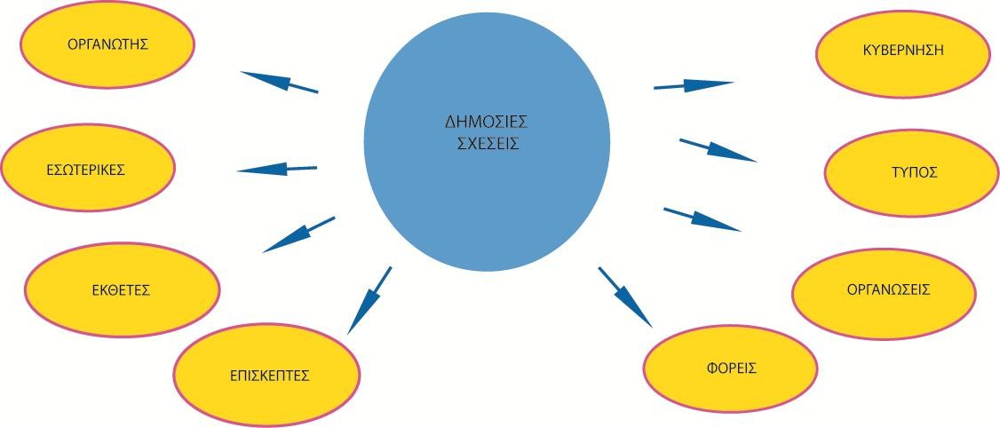 ΟΡΓΑΝΩΤΗΣ
ΚΥΒΕΡΝΗΣΗ
ΔΗΜΟΣΙΕΣ
ΣΧΕΣΕΙΣ
ΕΣΩΤΕΡΙΚΕΣ
ΤΥΠΟΣ
ΕΚΘΕΤΕΣ
ΟΡΓΑΝΩΣΕΙΣ
ΕΠΙΣΚΕΠΤΕΣ
ΦΟΡΕΙΣ